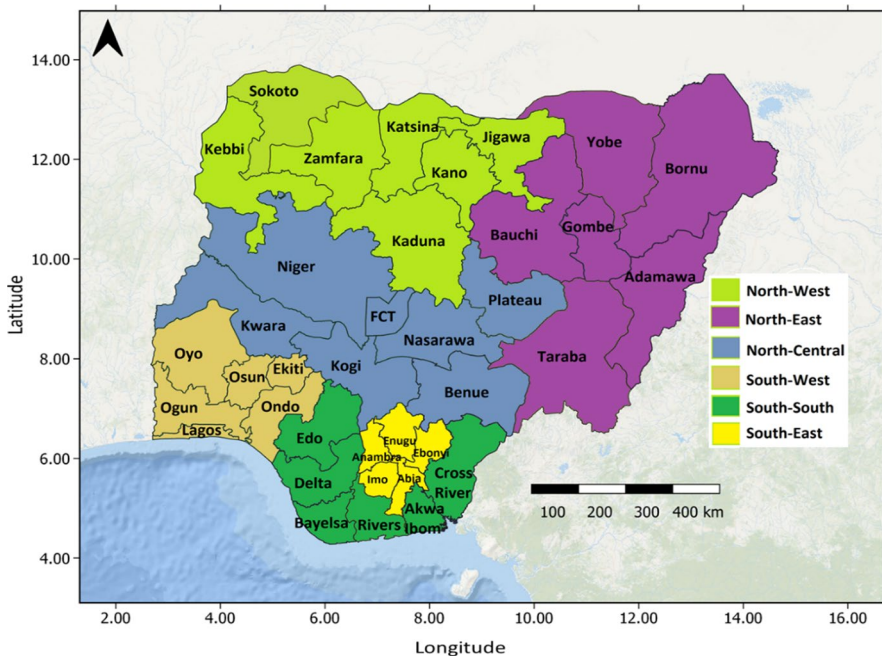 14.00
12.00
10.00
8.00
6.00
4.00
Latitude
Sokoto
Kebbi
Zamfara
Katsina
Jigawa
Kano
Kaduna
Yobe
Bornu
Bauchi
Gombe
Adamawa
Taraba
Niger
FCT
Plateau
Kwara
Nasarawa
Kogi
Benue
Oyo
Osun
Ekiti
Ogun
Ondo
Lagos
Edo
Delta
Bayelsa
Rivers
Akwa
Ibom
Cross
River
Enugu
Anambra
Ebonyi
Imo
Abia
North-West
North-East
North-Central
South-West
South-South
South-East
100 200 300 400 km
2.00 4.00 6.00 8.00 10.00 12.00 14.00 16.00
Longitude